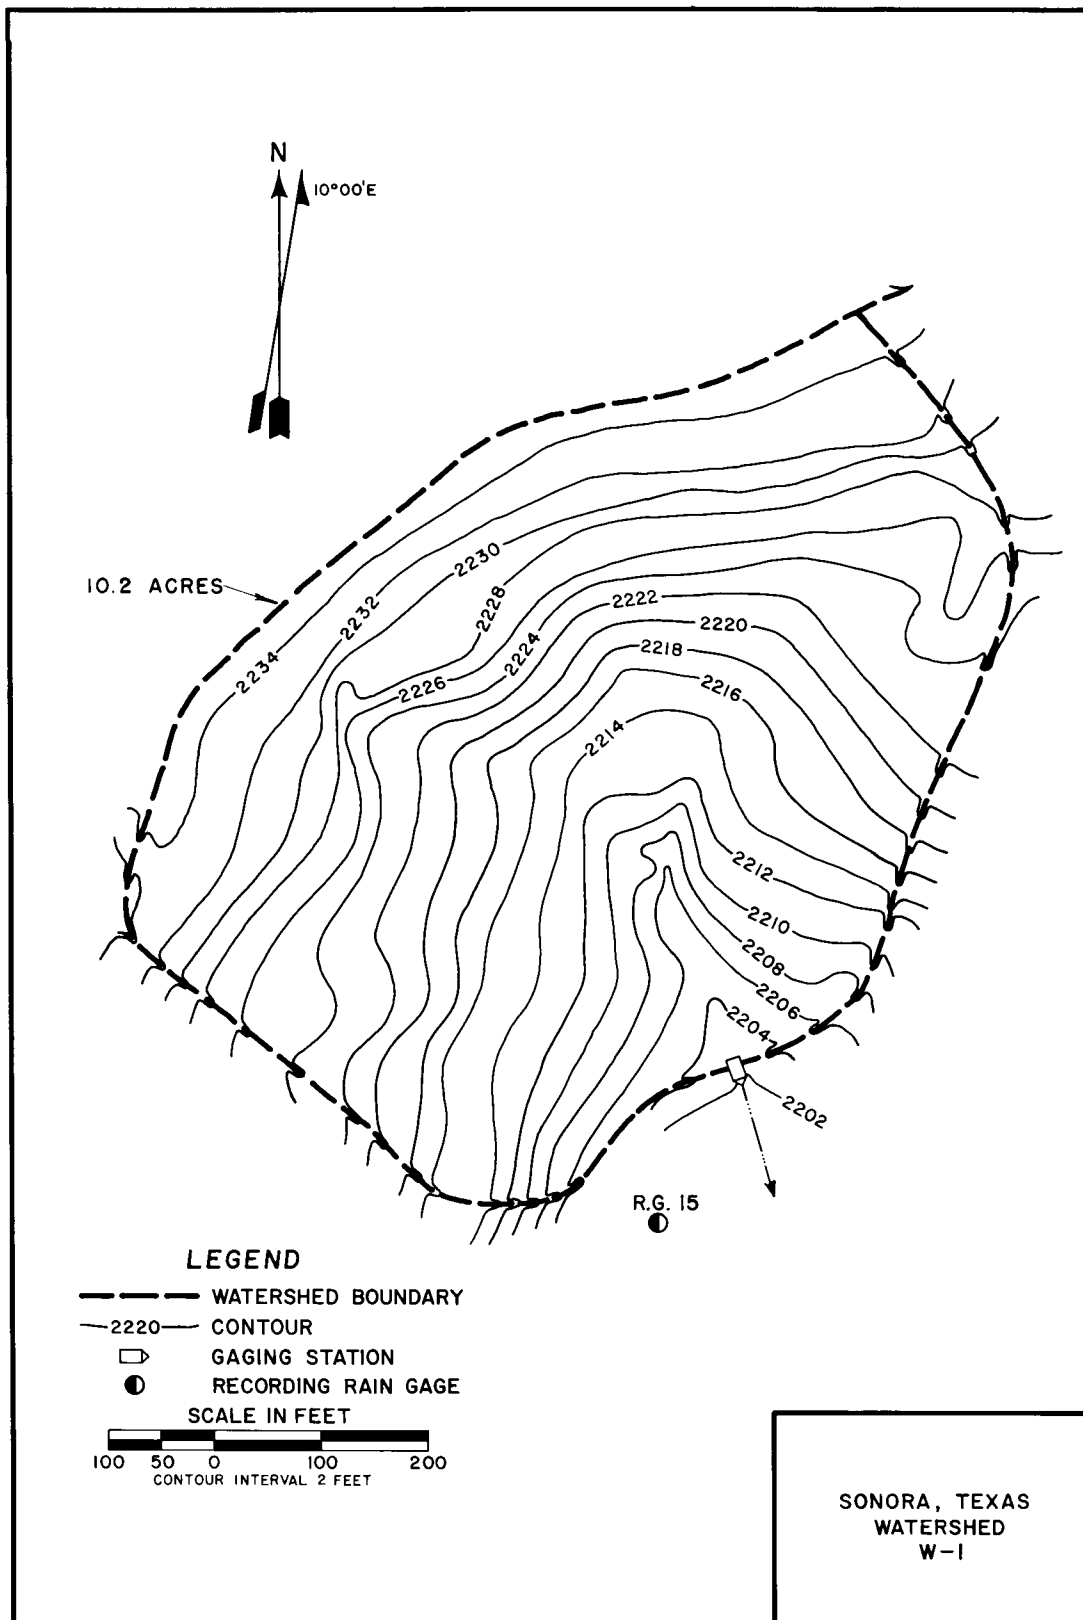 N
10°00'E
10.2 ACRES
2230
2232
2228
2222
2220
2224
2218
2234
2226
2216
2214
2212
2210
2208
2206
2204
2202
R.G. 15
LEGEND
WATERSHED BOUNDARY
2220 CONTOUR
GAGING STATION
RECORDING RAIN GAGE
SCALE IN FEET
100 50 0 100 200
CONTOUR INTERVAL 2 FEET
SONORA, TEXAS
WATERSHED
W-1